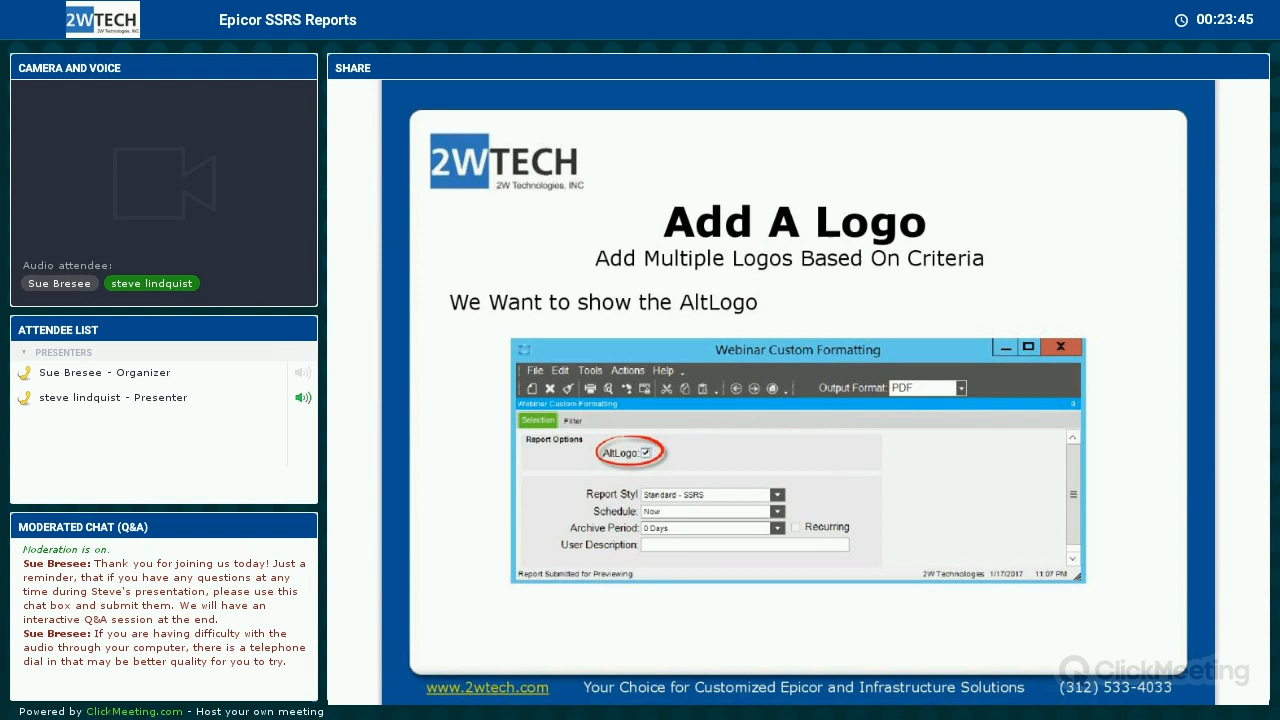 2WTECH
2W Technologies, INC
Epicor SSRS Reports
00:23:45
CAMERA AND VOICE
Audio attendee:
Sue Bresee
steve lindquist
ATTENDEE LIST
PRESENTERS
Sue Bresee - Organizer
steve lindquist - Presenter
MODERATED CHAT (Q&A)
Moderation is on.
Sue Bresee: Thank you for joining us today! Just a
reminder, that if you have any questions at any
time during Steve's presentation, please use this
chat box and submit them. We will have an
interactive Q&A session at the end.
Sue Bresee: If you are having difficulty with the
audio through your computer, there is a telephone
dial in that may be better quality for you to try.
Powered by ClickMeeting.com - Host your own meeting
SHARE
2WTECH
2W Technologies, INC
Add A Logo
Add Multiple Logos Based On Criteria
We Want to show the AltLogo
Webinar Custom Formatting
File Edit Tools Actions Help
Output Format: PDF
Webinar Custom Formatting
Selection Filter
Report Options
AltLogo:
Report Styl Standard - SSRS
Schedule: Now
Archive Period: 0 Days Recurring
User Description:
Report Submitted for Previewing 2W Technologies 1/17/2017 11:07 PM
ClickMeeting
www.2wtech.com Your Choice for Customized Epicor and Infrastructure Solutions (312) 533-4033